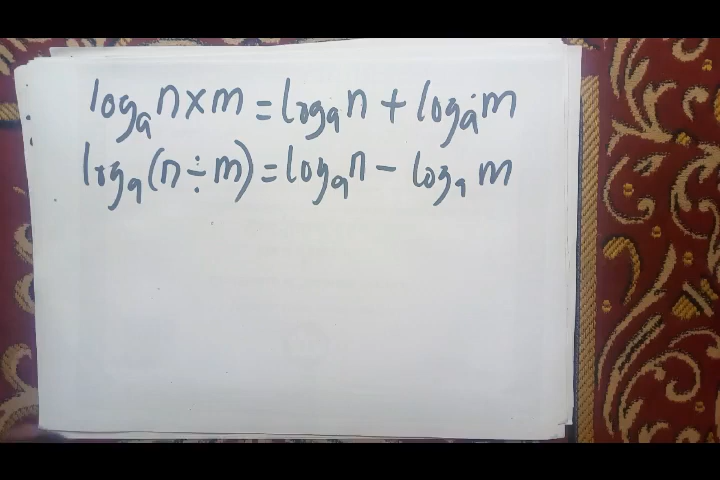 logₐ n×m = logₐ n + logₐ m
logₐ (n÷m) = logₐ n − logₐ m